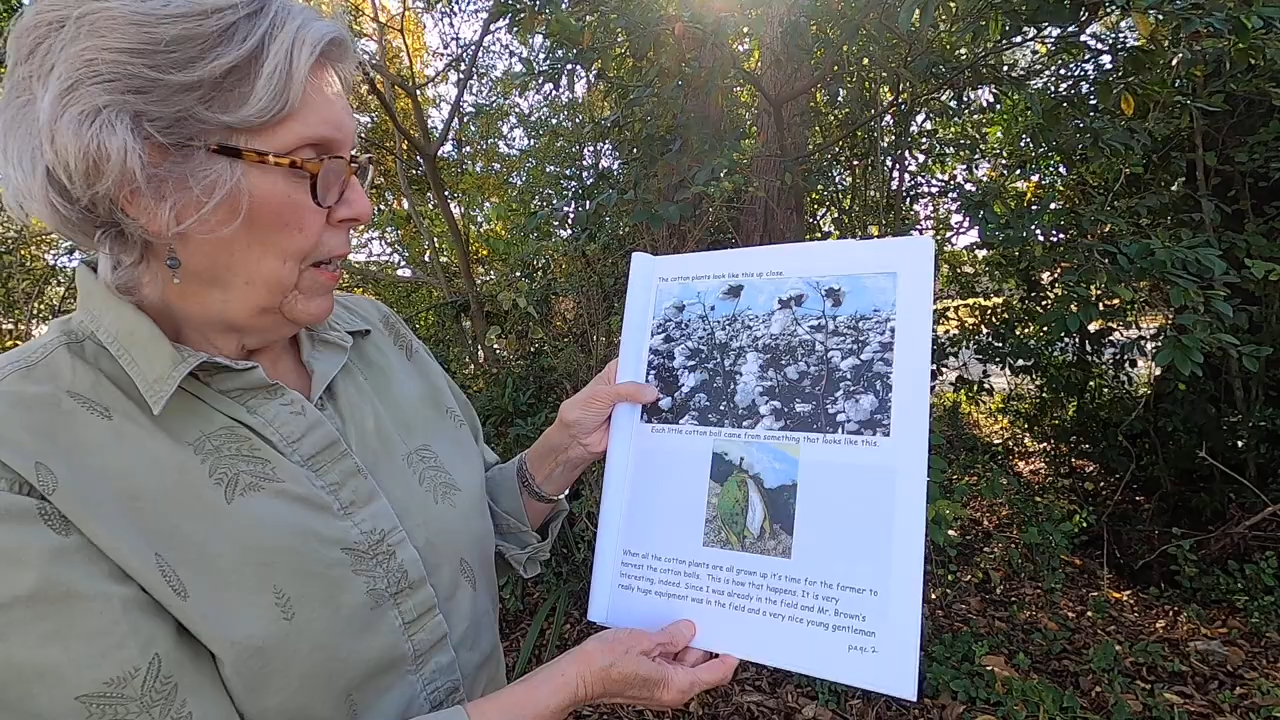 The cotton plants look like this up close.
Each little cotton boll came from something that looks like this.
When all the cotton plants are all grown up it's time for the farmer to
harvest the cotton bolls. This is how that happens. It is very
interesting, indeed. Since I was already in the field and Mr. Brown's
really huge equipment was in the field and a very nice young gentleman
page 2